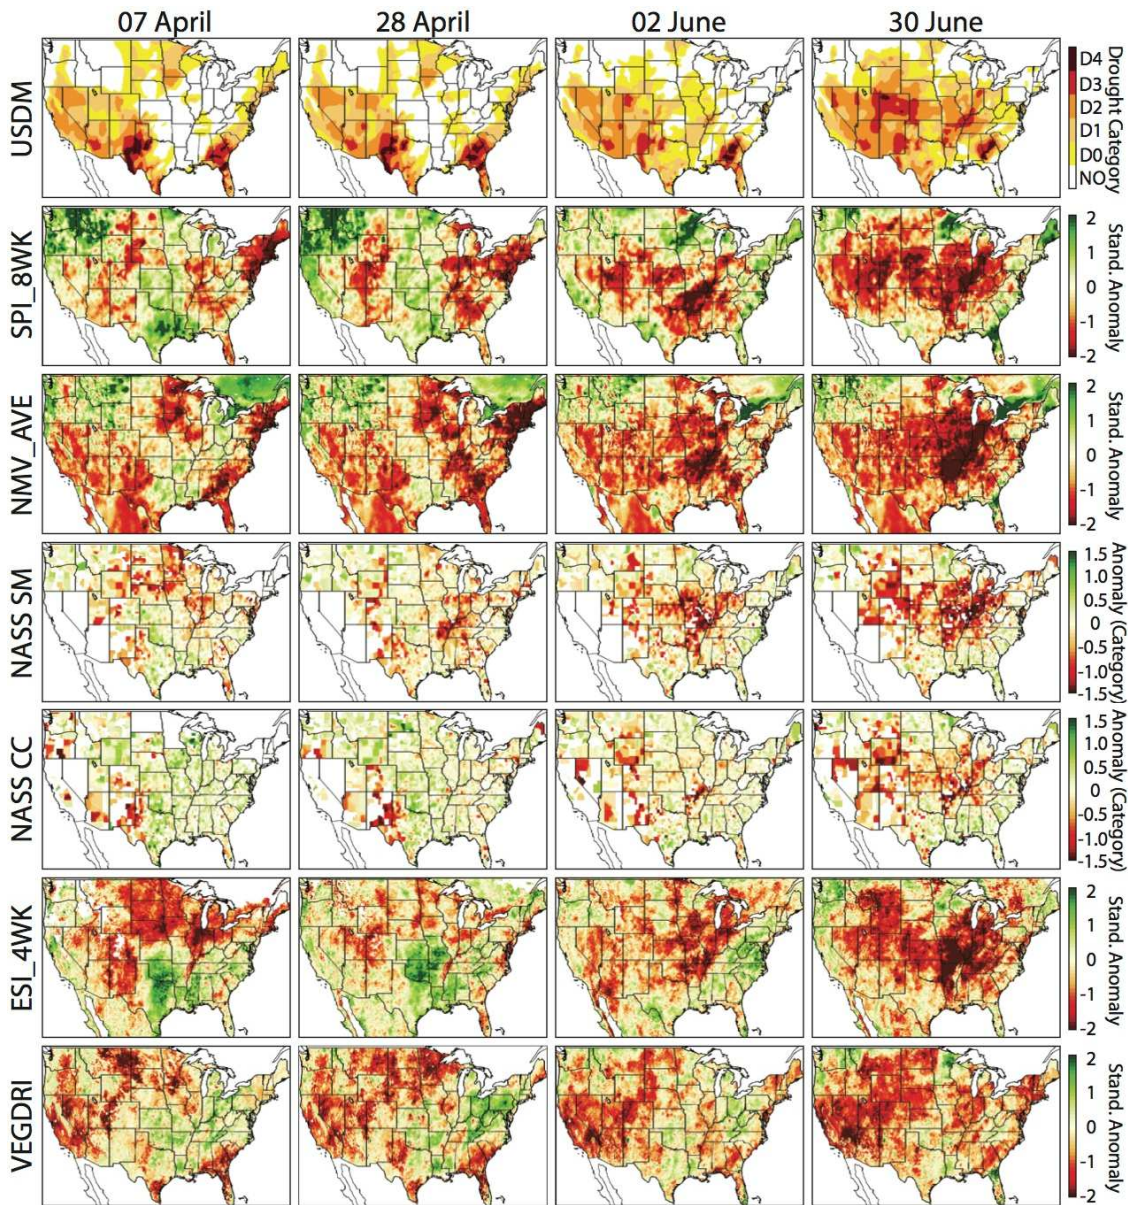 07 April 28 April 02 June 30 June
USDM
D4
D3
D2
D1
D0
NO
Drought Category
SPI_8WK
2
1
0
-1
-2
Stand. Anomaly
NMV_AVE
2
1
0
-1
-2
Stand. Anomaly
NASS SM
1.5
1.0
0.5
0
-0.5
-1.0
-1.5
Anomaly (Category)
NASS CC
1.5
1.0
0.5
0
-0.5
-1.0
-1.5
Anomaly (Category)
ESI_4WK
2
1
0
-1
-2
Stand. Anomaly
VEGDRI
2
1
0
-1
-2
Stand. Anomaly